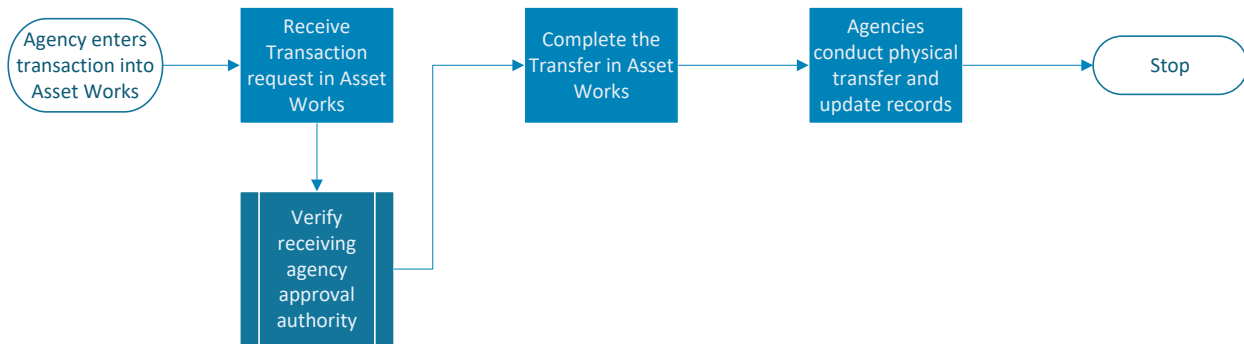 Agency enters
transaction into
Asset Works
Receive
Transaction
request in Asset
Works
Verify
receiving
agency
approval
authority
Complete the
Transfer in Asset
Works
Agencies
conduct physical
transfer and
update records
Stop